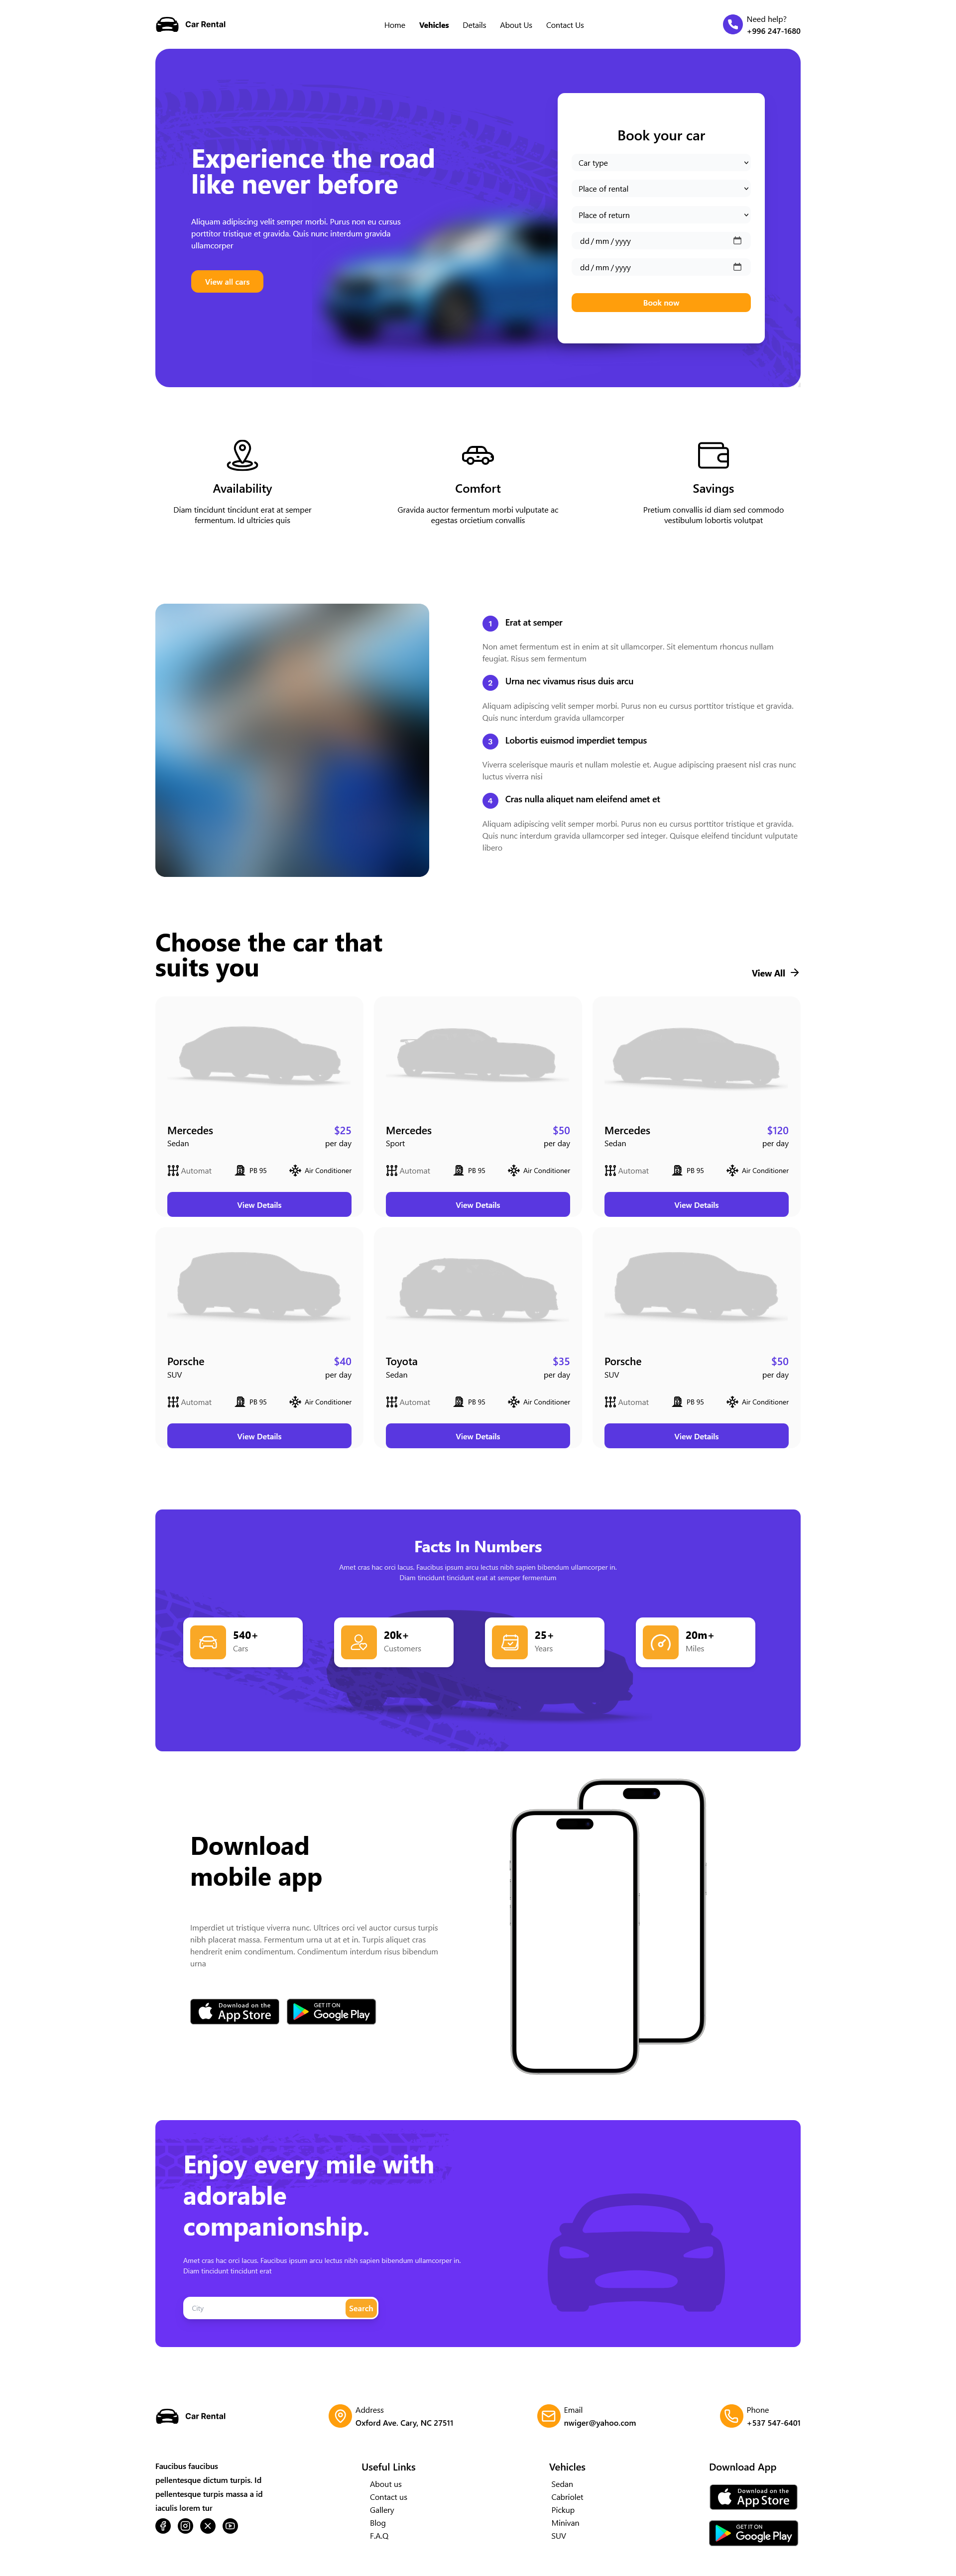 Car Rental
Home Vehicles Details About Us Contact Us
Need help?
+996 247-1680
Experience the road
like never before
Aliquam adipiscing velit semper morbi. Purus non eu cursus
porttitor tristique et gravida. Quis nunc interdum gravida
ullamcorper
View all cars
Book your car
Car type
Place of rental
Place of return
dd / mm / yyyy
dd / mm / yyyy
Book now
Availability
Diam tincidunt tincidunt erat at semper
fermentum. Id ultricies quis
Comfort
Gravida auctor fermentum morbi vulputate ac
egestas orcietium convallis
Savings
Pretium convallis id diam sed commodo
vestibulum lobortis volutpat
1 Erat at semper
Non amet fermentum est in enim at sit ullamcorper. Sit elementum rhoncus nullam
feugiat. Risus sem fermentum
2 Urna nec vivamus risus duis arcu
Aliquam adipiscing velit semper morbi. Purus non eu cursus porttitor tristique et gravida.
Quis nunc interdum gravida ullamcorper
3 Lobortis euismod imperdiet tempus
Viverra scelerisque mauris et nullam molestie et. Augue adipiscing praesent nisl cras nunc
luctus viverra nisi
4 Cras nulla aliquet nam eleifend amet et
Aliquam adipiscing velit semper morbi. Purus non eu cursus porttitor tristique et gravida.
Quis nunc interdum gravida ullamcorper sed integer. Quisque eleifend tincidunt vulputate
libero
Choose the car that
suits you
View All
Mercedes $25
Sedan per day
Automat PB 95 Air Conditioner
View Details
Mercedes $50
Sport per day
Automat PB 95 Air Conditioner
View Details
Mercedes $120
Sedan per day
Automat PB 95 Air Conditioner
View Details
Porsche $40
SUV per day
Automat PB 95 Air Conditioner
View Details
Toyota $35
Sedan per day
Automat PB 95 Air Conditioner
View Details
Porsche $50
SUV per day
Automat PB 95 Air Conditioner
View Details
Facts In Numbers
Amet cras hac orci lacus. Faucibus ipsum arcu lectus nibh sapien bibendum ullamcorper in.
Diam tincidunt tincidunt erat at semper fermentum
540+
Cars
20k+
Customers
25+
Years
20m+
Miles
Download
mobile app
Imperdiet ut tristique viverra nunc. Ultrices orci vel auctor cursus turpis
nibh placerat massa. Fermentum urna ut at et in. Turpis aliquet cras
hendrerit enim condimentum. Condimentum interdum risus bibendum
urna
Download on the
App Store
GET IT ON
Google Play
Enjoy every mile with
adorable
companionship.
Amet cras hac orci lacus. Faucibus ipsum arcu lectus nibh sapien bibendum ullamcorper in.
Diam tincidunt tincidunt erat
City
Search
Car Rental
Address
Oxford Ave. Cary, NC 27511
Email
nwiger@yahoo.com
Phone
+537 547-6401
Faucibus faucibus
pellentesque dictum turpis. Id
pellentesque turpis massa a id
iaculis lorem tur
Useful Links
About us
Contact us
Gallery
Blog
F.A.Q
Vehicles
Sedan
Cabriolet
Pickup
Minivan
SUV
Download App
Download on the
App Store
GET IT ON
Google Play